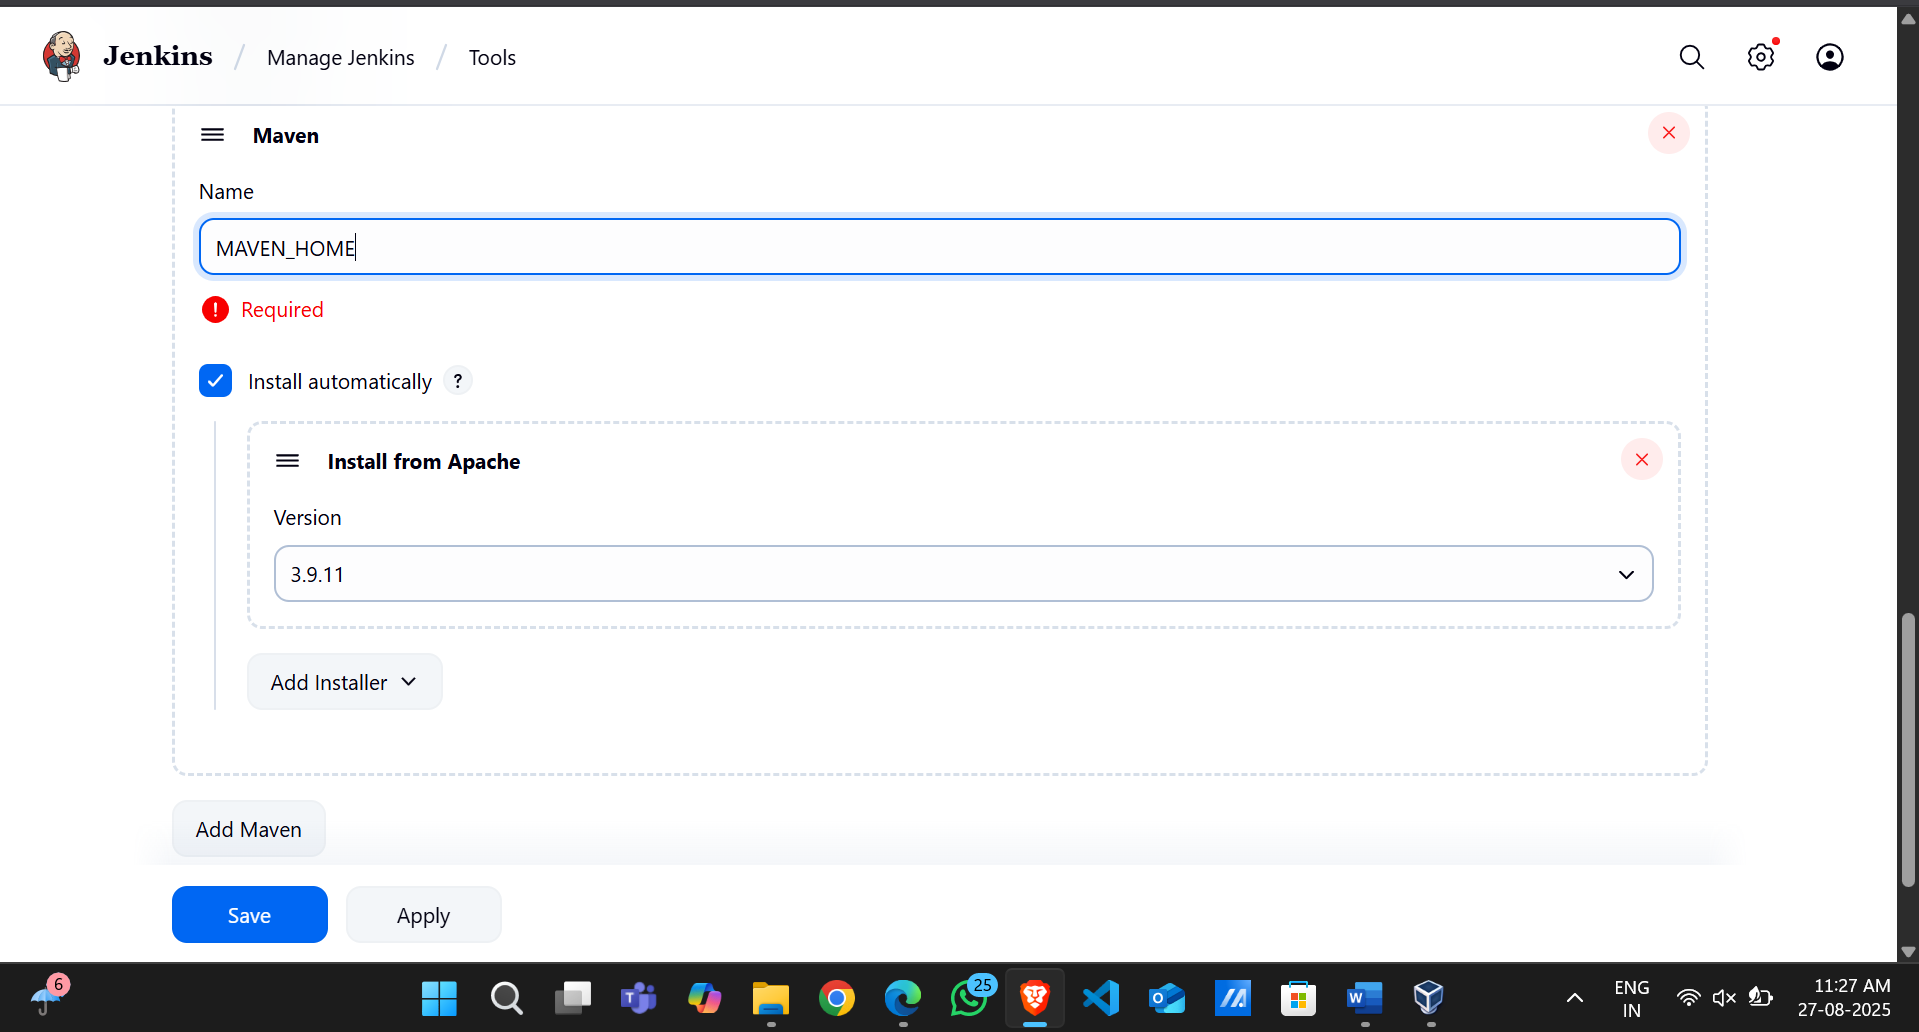 Jenkins / Manage Jenkins / Tools
Maven
Name
MAVEN_HOME
Required
Install automatically ?
Install from Apache
Version
3.9.11
Add Installer
Add Maven
Save Apply
6
25
ENG
IN
11:27 AM
27-08-2025